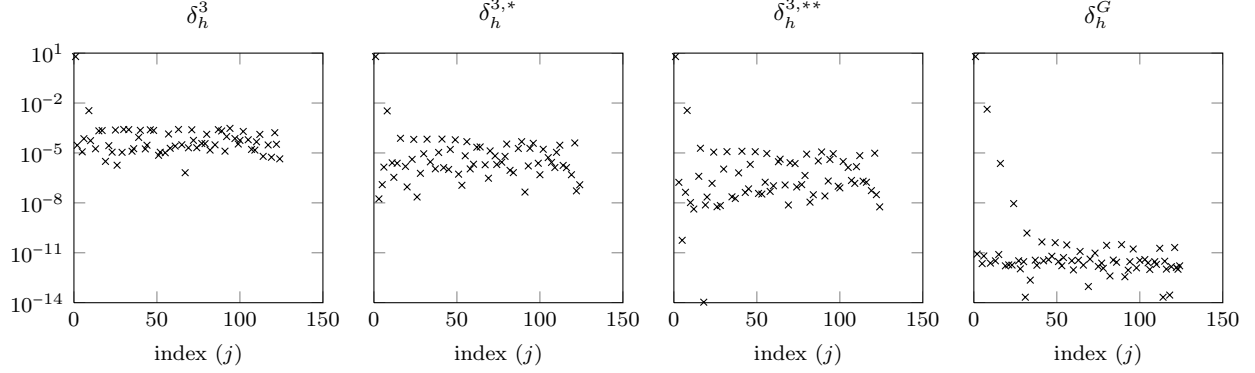 δ_h^3 δ_h^{3,*} δ_h^{3,**} δ_h^G
10^1
10^{-2}
10^{-5}
10^{-8}
10^{-11}
10^{-14}
0 50 100 150 0 50 100 150 0 50 100 150 0 50 100 150
index (j) index (j) index (j) index (j)